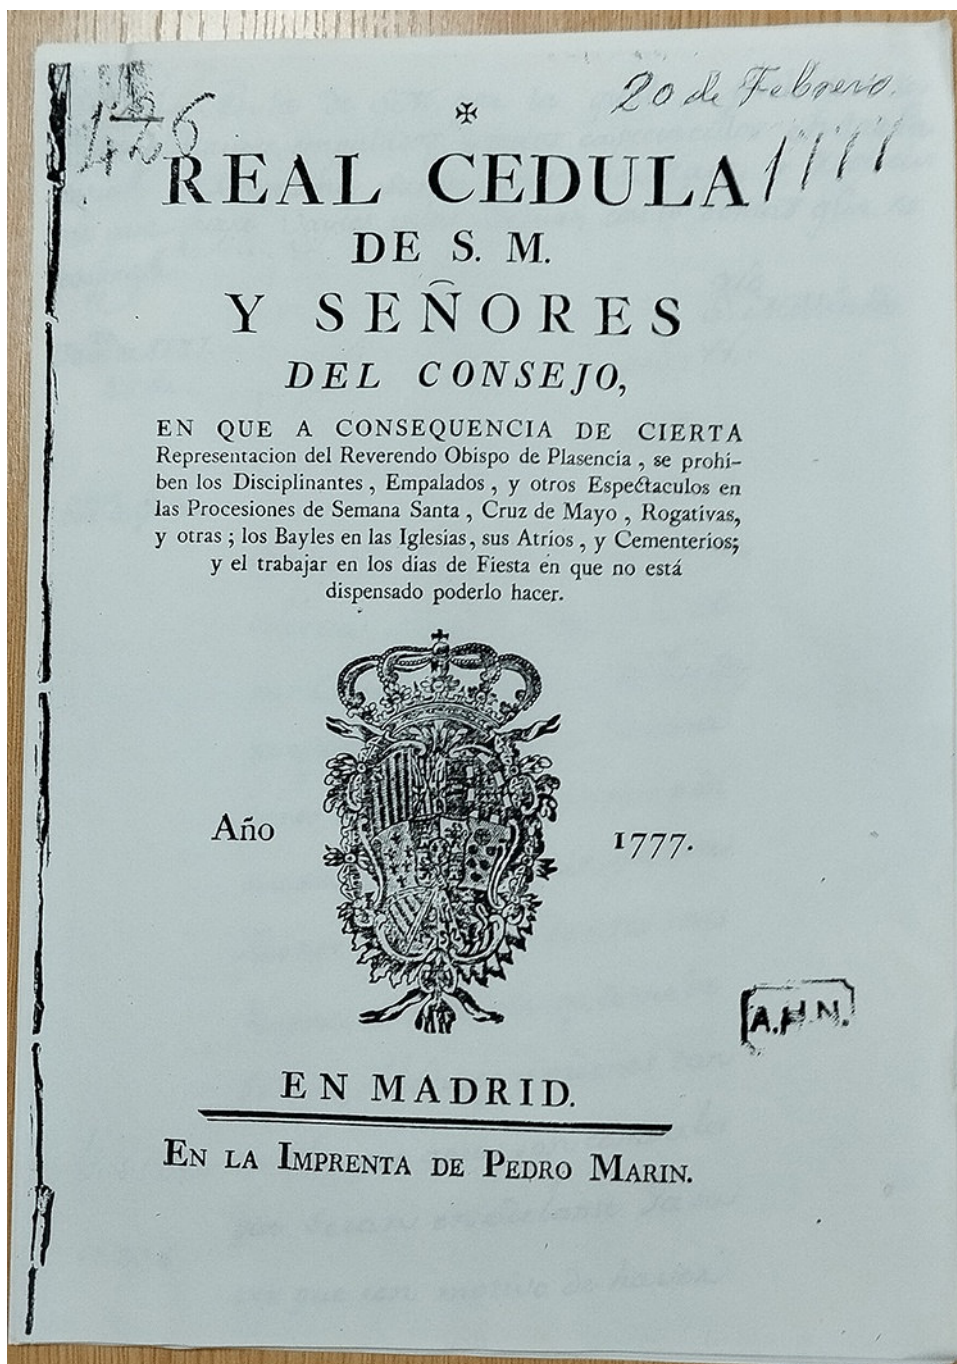 126
20 de Febrero
1777
✠
REAL CEDULA
DE S. M.
Y SEÑORES
DEL CONSEJO,
EN QUE A CONSEQUENCIA DE CIERTA
Representacion del Reverendo Obispo de Plasencia, se prohi-
ben los Disciplinantes, Empalados, y otros Espectaculos en
las Procesiones de Semana Santa, Cruz de Mayo, Rogativas,
y otras; los Bayles en las Iglesias, sus Atrios, y Cementerios;
y el trabajar en los dias de Fiesta en que no está
dispensado poderlo hacer.
Año 1777.
A.H.N.
EN MADRID.
EN LA IMPRENTA DE PEDRO MARIN.